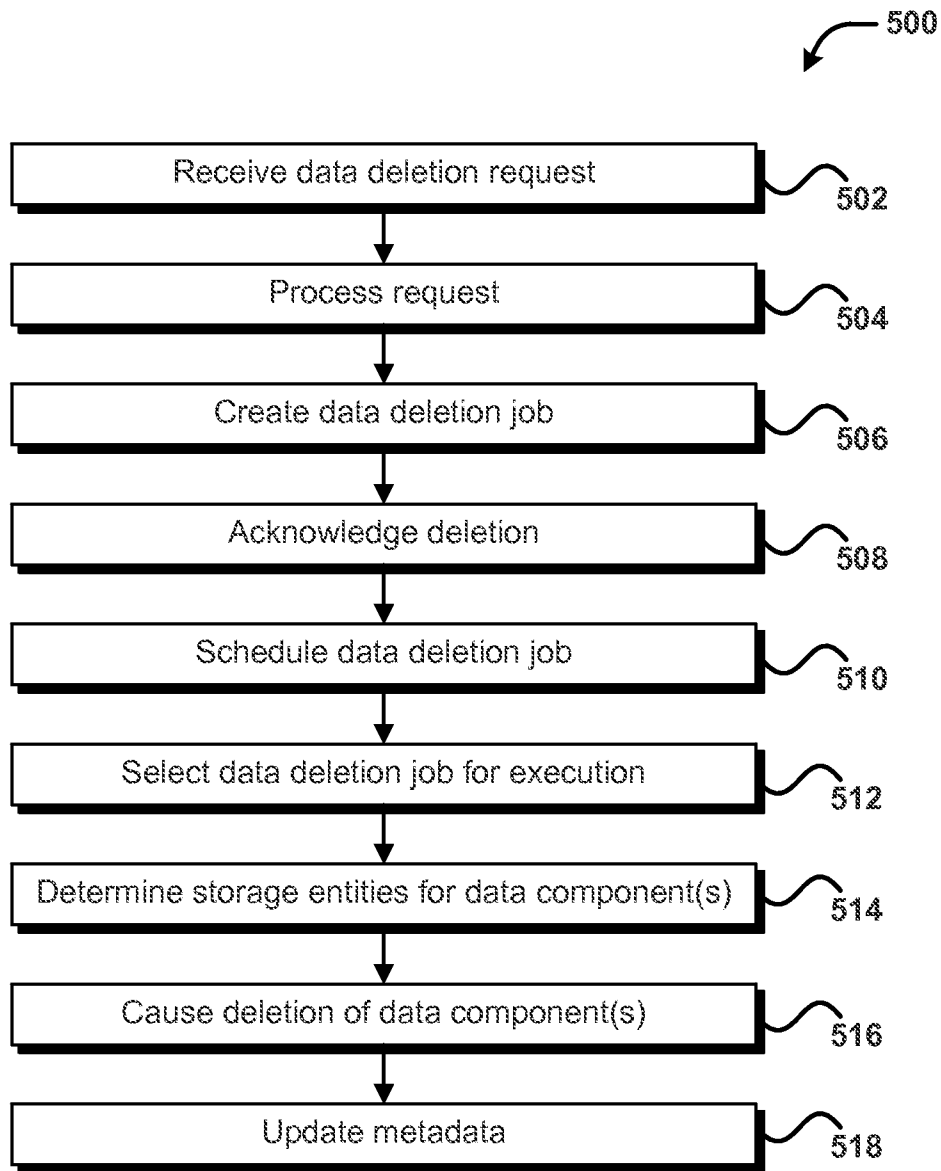 500
Receive data deletion request
502
Process request
504
Create data deletion job
506
Acknowledge deletion
508
Schedule data deletion job
510
Select data deletion job for execution
512
Determine storage entities for data component(s)
514
Cause deletion of data component(s)
516
Update metadata
518